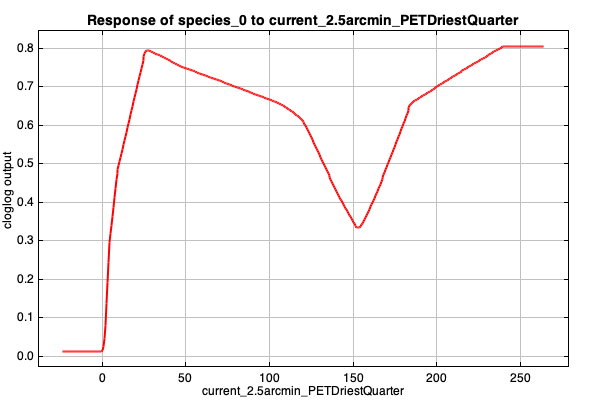 Response of species_0 to current_2.5arcmin_PETDriestQuarter
cloglog output
0.8
0.7
0.6
0.5
0.4
0.3
0.2
0.1
0.0
0 50 100 150 200 250
current_2.5arcmin_PETDriestQuarter